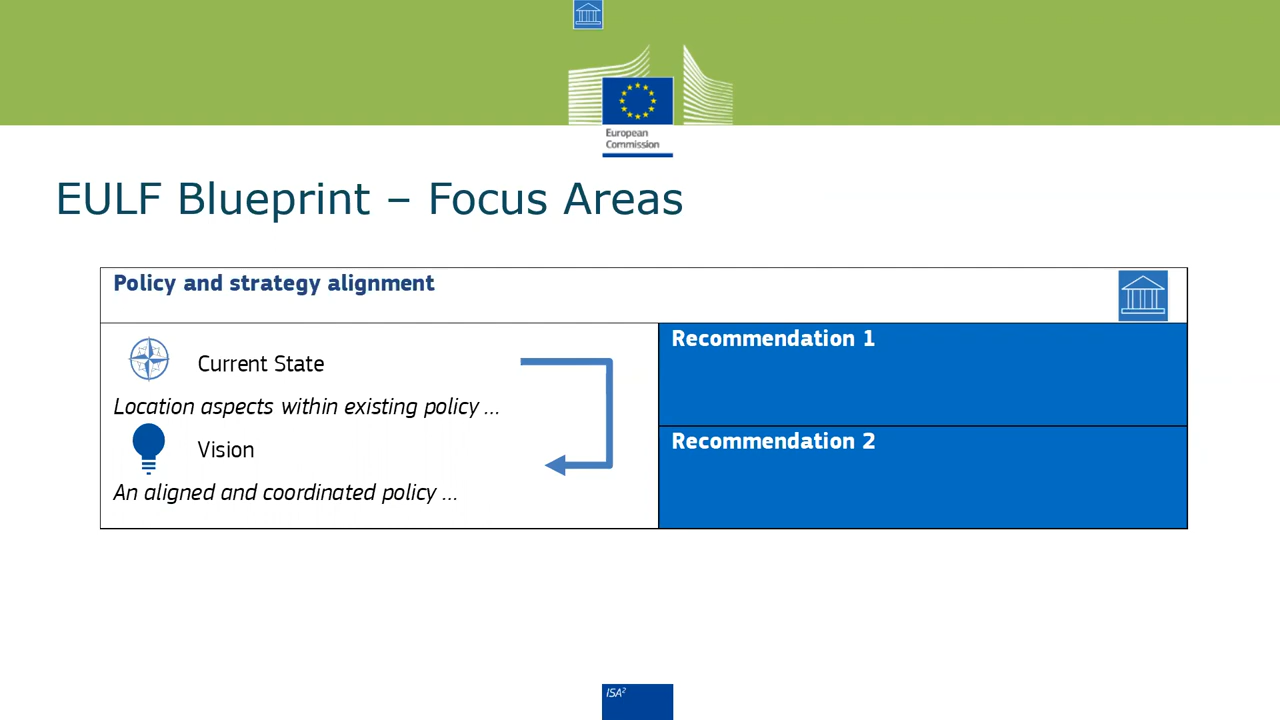 European
Commission
EULF Blueprint – Focus Areas
Policy and strategy alignment
Current State
Location aspects within existing policy ...
Vision
An aligned and coordinated policy ...
Recommendation 1
Recommendation 2
ISA²